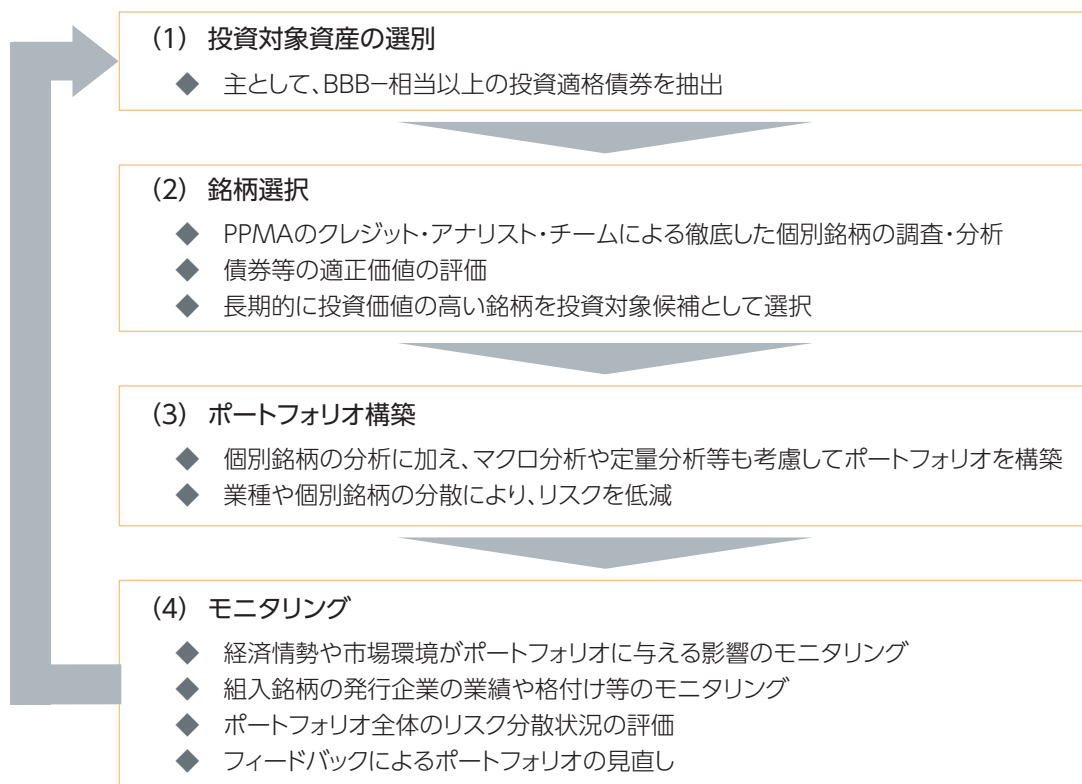 (1) 投資対象資産の選別
◆ 主として、BBB−相当以上の投資適格債券を抽出
(2) 銘柄選択
◆ PPMAのクレジット・アナリスト・チームによる徹底した個別銘柄の調査・分析
◆ 債券等の適正価値の評価
◆ 長期的に投資価値の高い銘柄を投資対象候補として選択
(3) ポートフォリオ構築
◆ 個別銘柄の分析に加え、マクロ分析や定量分析等も考慮してポートフォリオを構築
◆ 業種や個別銘柄の分散により、リスクを低減
(4) モニタリング
◆ 経済情勢や市場環境がポートフォリオに与える影響のモニタリング
◆ 組入銘柄の発行企業の業績や格付け等のモニタリング
◆ ポートフォリオ全体のリスク分散状況の評価
◆ フィードバックによるポートフォリオの見直し